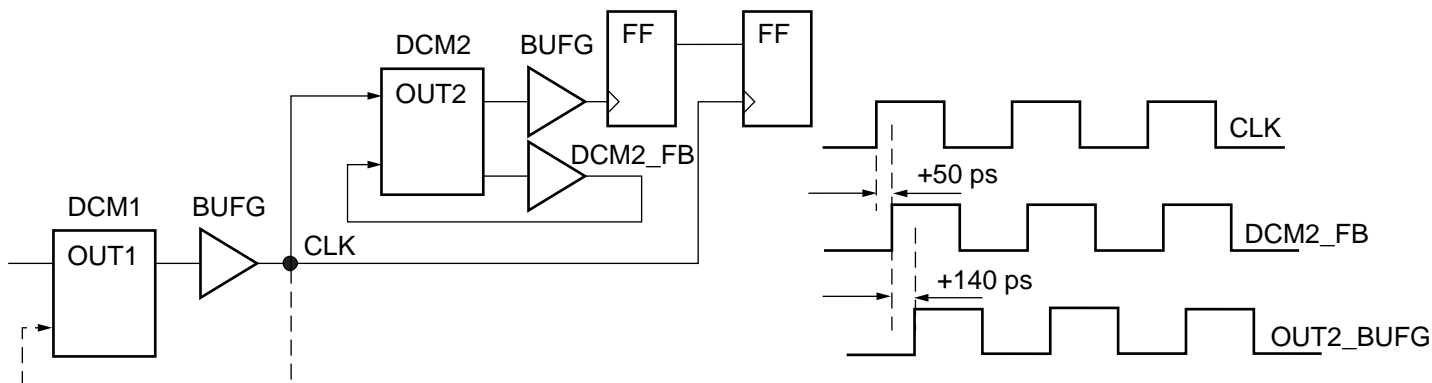 FF
FF
DCM2
BUFG
OUT2
CLK
+50 ps
DCM2_FB
DCM1
BUFG
OUT1
CLK
DCM2_FB
+140 ps
OUT2_BUFG